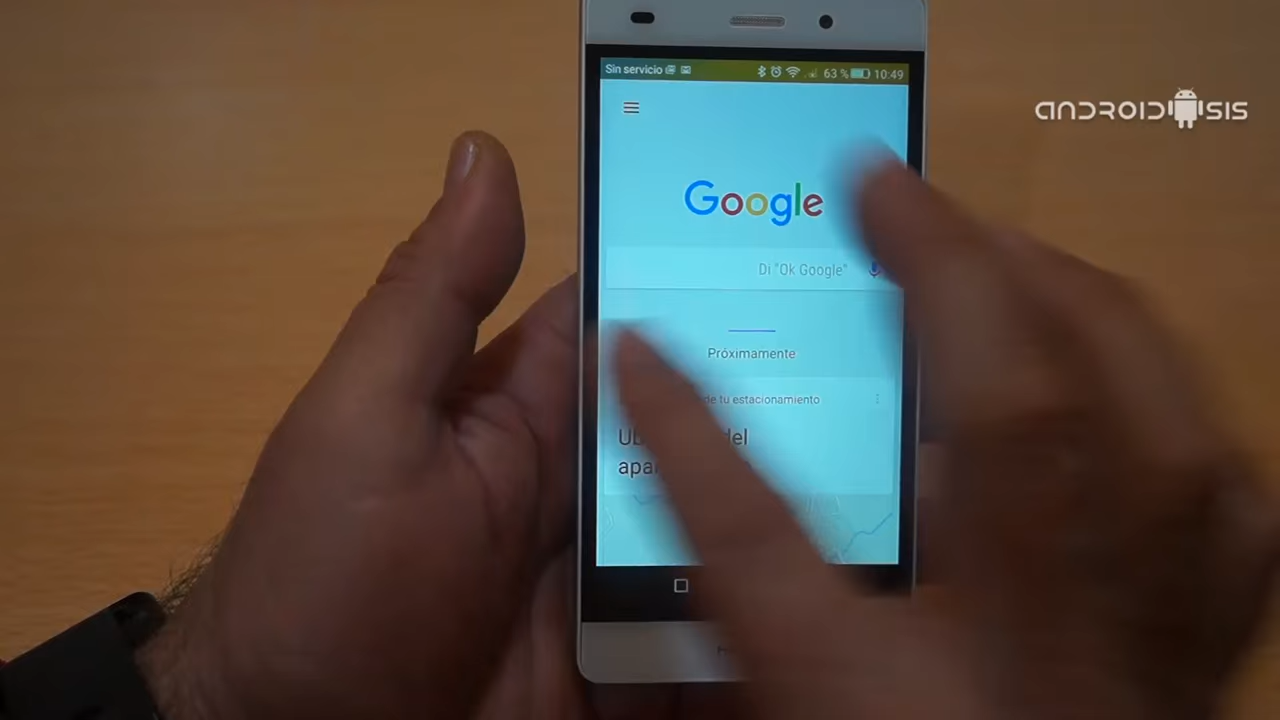 Sin servicio 63 % 10:49
ANDROIDSIS
Google
Di "Ok Google"
Próximamente
de tu estacionamiento
del